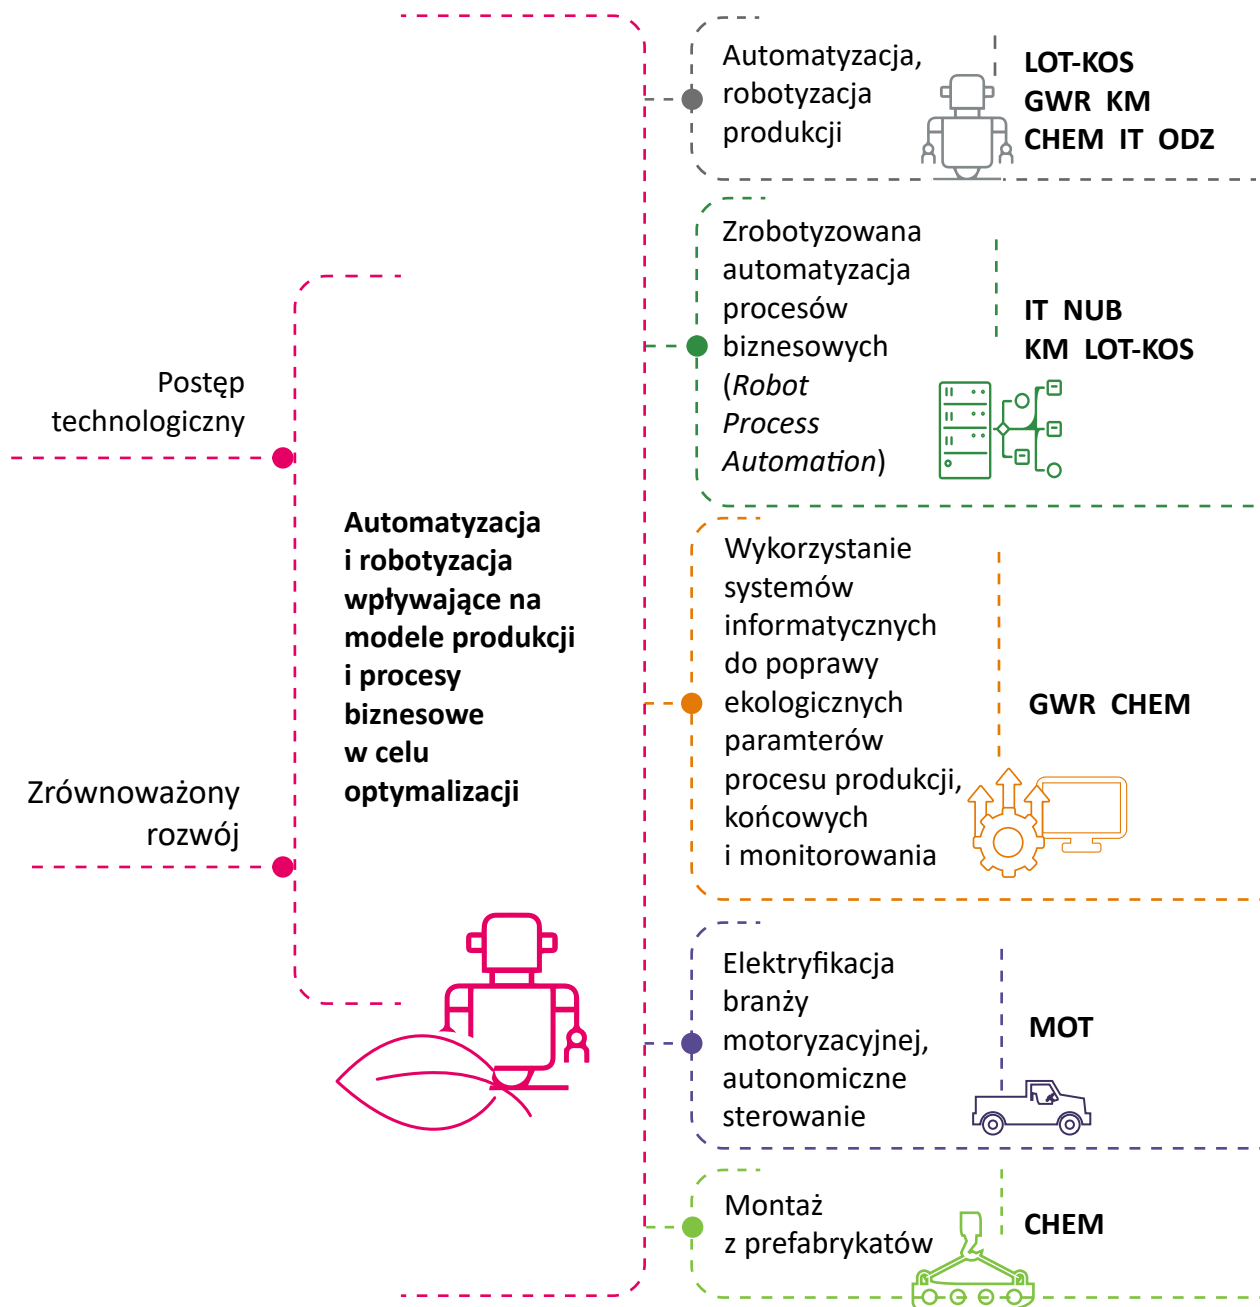 Postęp
technologiczny
Zrównoważony
rozwój
Automatyzacja
i robotyzacja
wpływające na
modele produkcji
i procesy
biznesowe
w celu
optymalizacji
Automatyzacja,
robotyzacja
produkcji
LOT-KOS
GWR KM
CHEM IT ODZ
Zrobotyzowana
automatyzacja
procesów
biznesowych
(Robot
Process
Automation)
IT NUB
KM LOT-KOS
Wykorzystanie
systemów
informatycznych
do poprawy
ekologicznych
paramterów
procesu produkcji,
końcowych
i monitorowania
GWR CHEM
Elektryfikacja
branży
motoryzacyjnej,
autonomiczne
sterowanie
MOT
Montaż
z prefabrykatów
CHEM